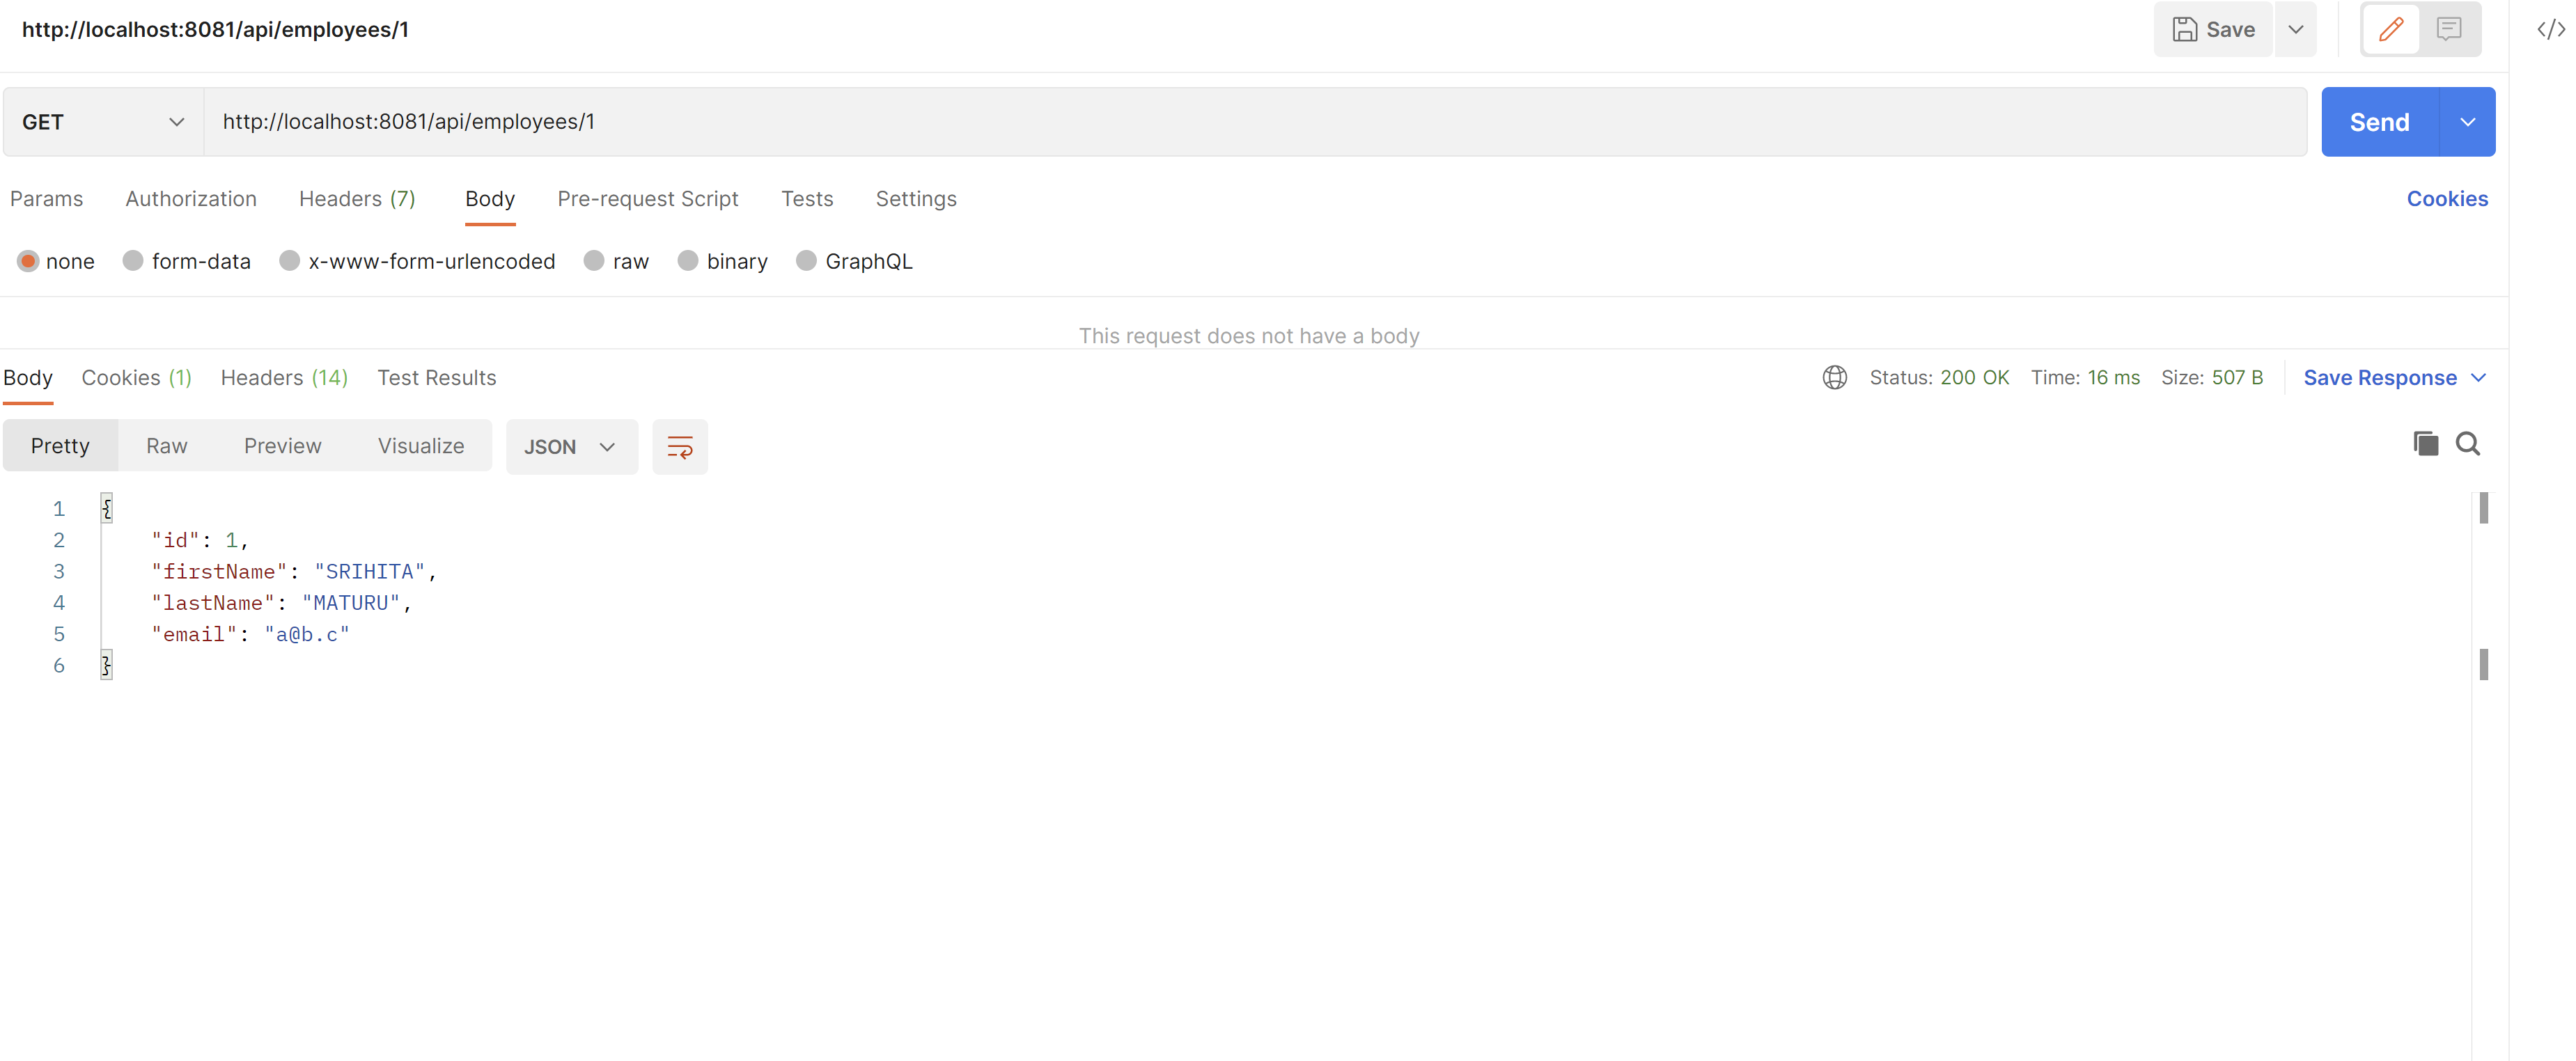 http://localhost:8081/api/employees/1 Save </>
GET http://localhost:8081/api/employees/1 Send
Params Authorization Headers (7) Body Pre-request Script Tests Settings Cookies
none form-data x-www-form-urlencoded raw binary GraphQL
This request does not have a body
Body Cookies (1) Headers (14) Test Results Status: 200 OK Time: 16 ms Size: 507 B Save Response
Pretty Raw Preview Visualize JSON
1 {
2 "id": 1,
3 "firstName": "SRIHITA",
4 "lastName": "MATURU",
5 "email": "a@b.c"
6 }